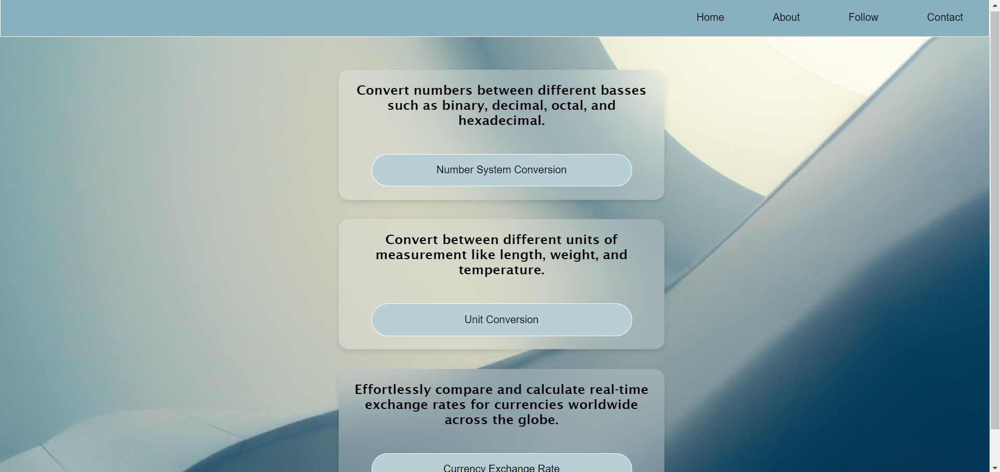 Home About Follow Contact
Convert numbers between different basses
such as binary, decimal, octal, and
hexadecimal.
Number System Conversion
Convert between different units of
measurement like length, weight, and
temperature.
Unit Conversion
Effortlessly compare and calculate real-time
exchange rates for currencies worldwide
across the globe.
Currency Exchange Rate